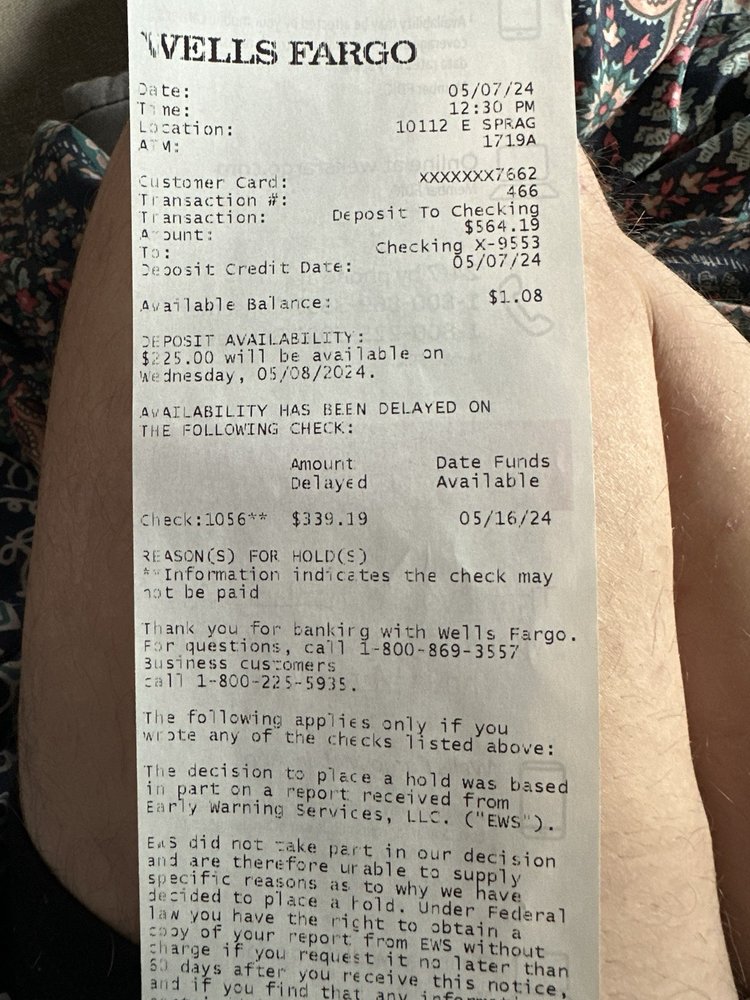 WELLS FARGO
Date: 05/07/24
Time: 12:30 PM
Location: 10112 E SPRAG
ATM: 1719A
Customer Card: XXXXXXX7662
Transaction #: 466
Transaction: Deposit To Checking
Amount: $564.19
To: Checking X-9553
Deposit Credit Date: 05/07/24
Available Balance: $1.08
DEPOSIT AVAILABILITY:
$225.00 will be available on
Wednesday, 05/08/2024.
AVAILABILITY HAS BEEN DELAYED ON
THE FOLLOWING CHECK:
Amount Date Funds
Delayed Available
Check:1056** $339.19 05/16/24
REASON(S) FOR HOLD(S)
**Information indicates the check may
not be paid
Thank you for banking with Wells Fargo.
For questions, call 1-800-869-3557
Business customers
call 1-800-225-5935.
The following applies only if you
wrote any of the checks listed above:
The decision to place a hold was based
in part on a report received from
Early Warning Services, LLC. ("EWS").
EWS did not take part in our decision
and are therefore unable to supply
specific reasons as to why we have
decided to place a hold. Under Federal
law you have the right to obtain a
copy of your report from EWS without
charge if you request it no later than
60 days after you receive this notice,
and if you find that any